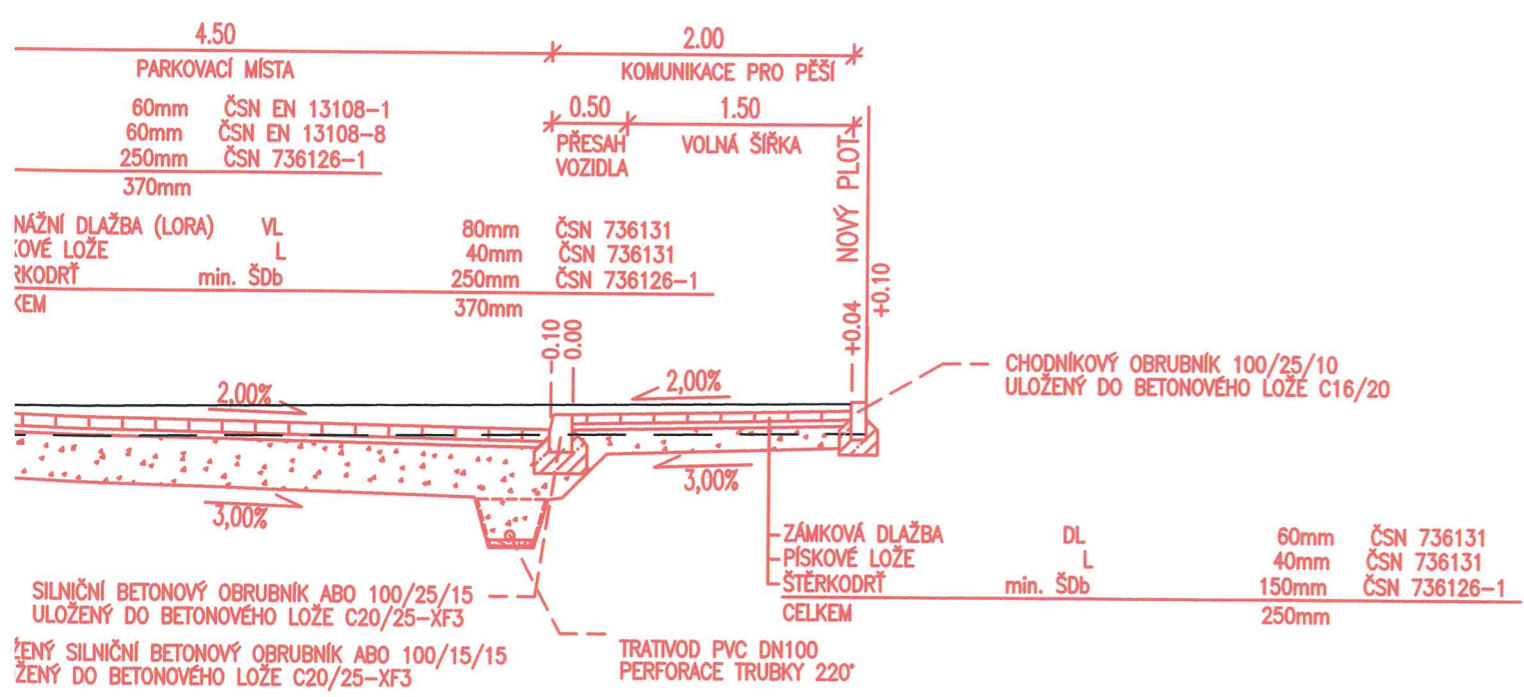 4.50
2.00
PARKOVACÍ MÍSTA
KOMUNIKACE PRO PĚŠÍ
60mm ČSN EN 13108-1
60mm ČSN EN 13108-8
250mm ČSN 736126-1
370mm
0.50
1.50
PŘESAH
VOZIDLA
VOLNÁ ŠÍŘKA
NOVÝ PLOT
NÁŽNÍ DLAŽBA (LORA) VL 80mm ČSN 736131
KOVÉ LOŽE L 40mm ČSN 736131
RKODRŤ min. ŠDb 250mm ČSN 736126-1
KEM 370mm
-0.10
0.00
+0.04
+0.10
2,00%
2,00%
CHODNÍKOVÝ OBRUBNÍK 100/25/10
ULOŽENÝ DO BETONOVÉHO LOŽE C16/20
3,00%
3,00%
ZÁMKOVÁ DLAŽBA DL 60mm ČSN 736131
PÍSKOVÉ LOŽE L 40mm ČSN 736131
ŠTĚRKODRŤ min. ŠDb 150mm ČSN 736126-1
CELKEM 250mm
SILNIČNÍ BETONOVÝ OBRUBNÍK ABO 100/25/15
ULOŽENÝ DO BETONOVÉHO LOŽE C20/25-XF3
ŽENÝ SILNIČNÍ BETONOVÝ OBRUBNÍK ABO 100/15/15
ŽENÝ DO BETONOVÉHO LOŽE C20/25-XF3
TRATIVOD PVC DN100
PERFORACE TRUBKY 220°